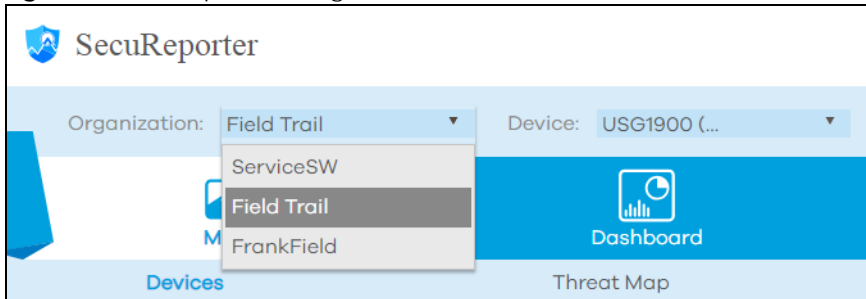 SecuReporter
Organization: Field Trail Device: USG1900 (...
ServiceSW
Field Trail
FrankField
M
Dashboard
Devices Threat Map